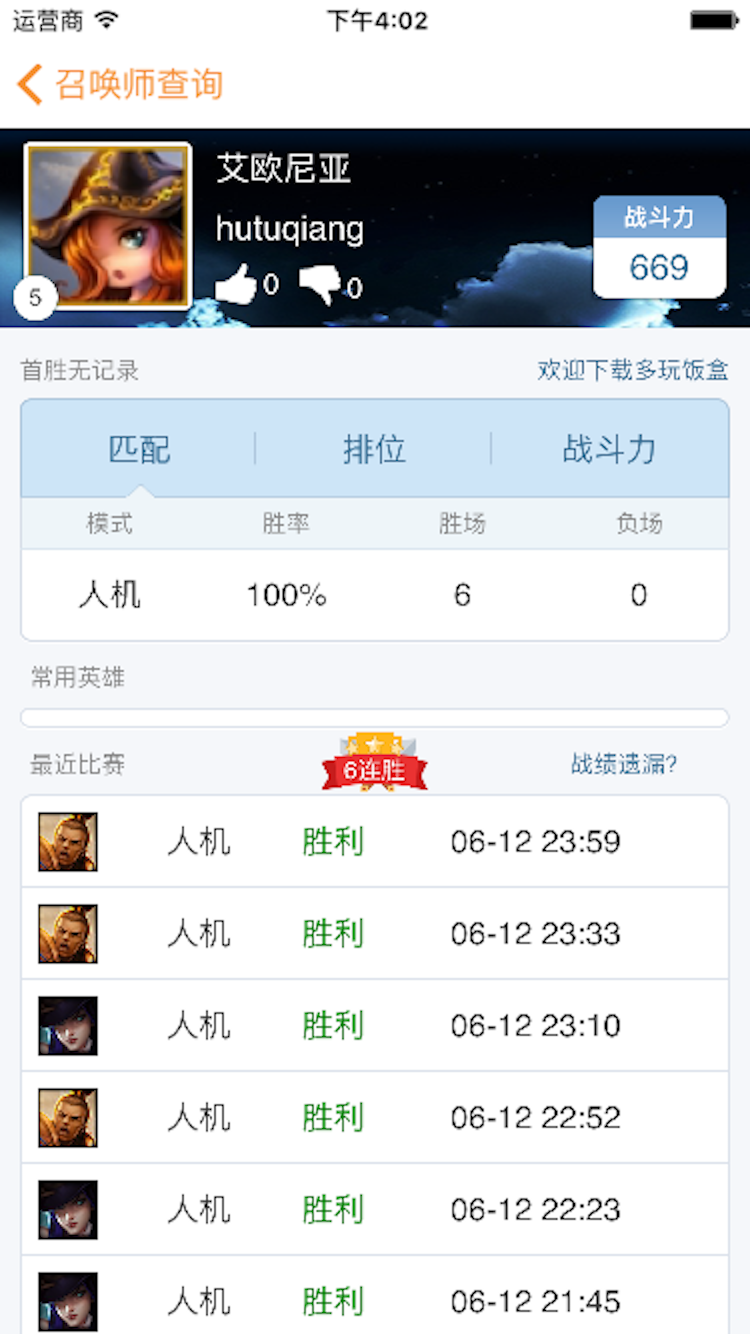 运营商 下午4:02
召唤师查询
艾欧尼亚
hutuqiang
战斗力
669
0 0
5
首胜无记录 欢迎下载多玩饭盒
匹配 排位 战斗力
模式 胜率 胜场 负场
人机 100% 6 0
常用英雄
最近比赛 6连胜 战绩遗漏?
人机 胜利 06-12 23:59
人机 胜利 06-12 23:33
人机 胜利 06-12 23:10
人机 胜利 06-12 22:52
人机 胜利 06-12 22:23
人机 胜利 06-12 21:45